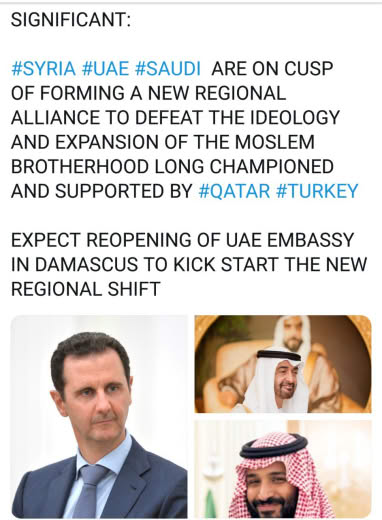 SIGNIFICANT:
#SYRIA #UAE #SAUDI ARE ON CUSP
OF FORMING A NEW REGIONAL
ALLIANCE TO DEFEAT THE IDEOLOGY
AND EXPANSION OF THE MOSLEM
BROTHERHOOD LONG CHAMPIONED
AND SUPPORTED BY #QATAR #TURKEY
EXPECT REOPENING OF UAE EMBASSY
IN DAMASCUS TO KICK START THE NEW
REGIONAL SHIFT